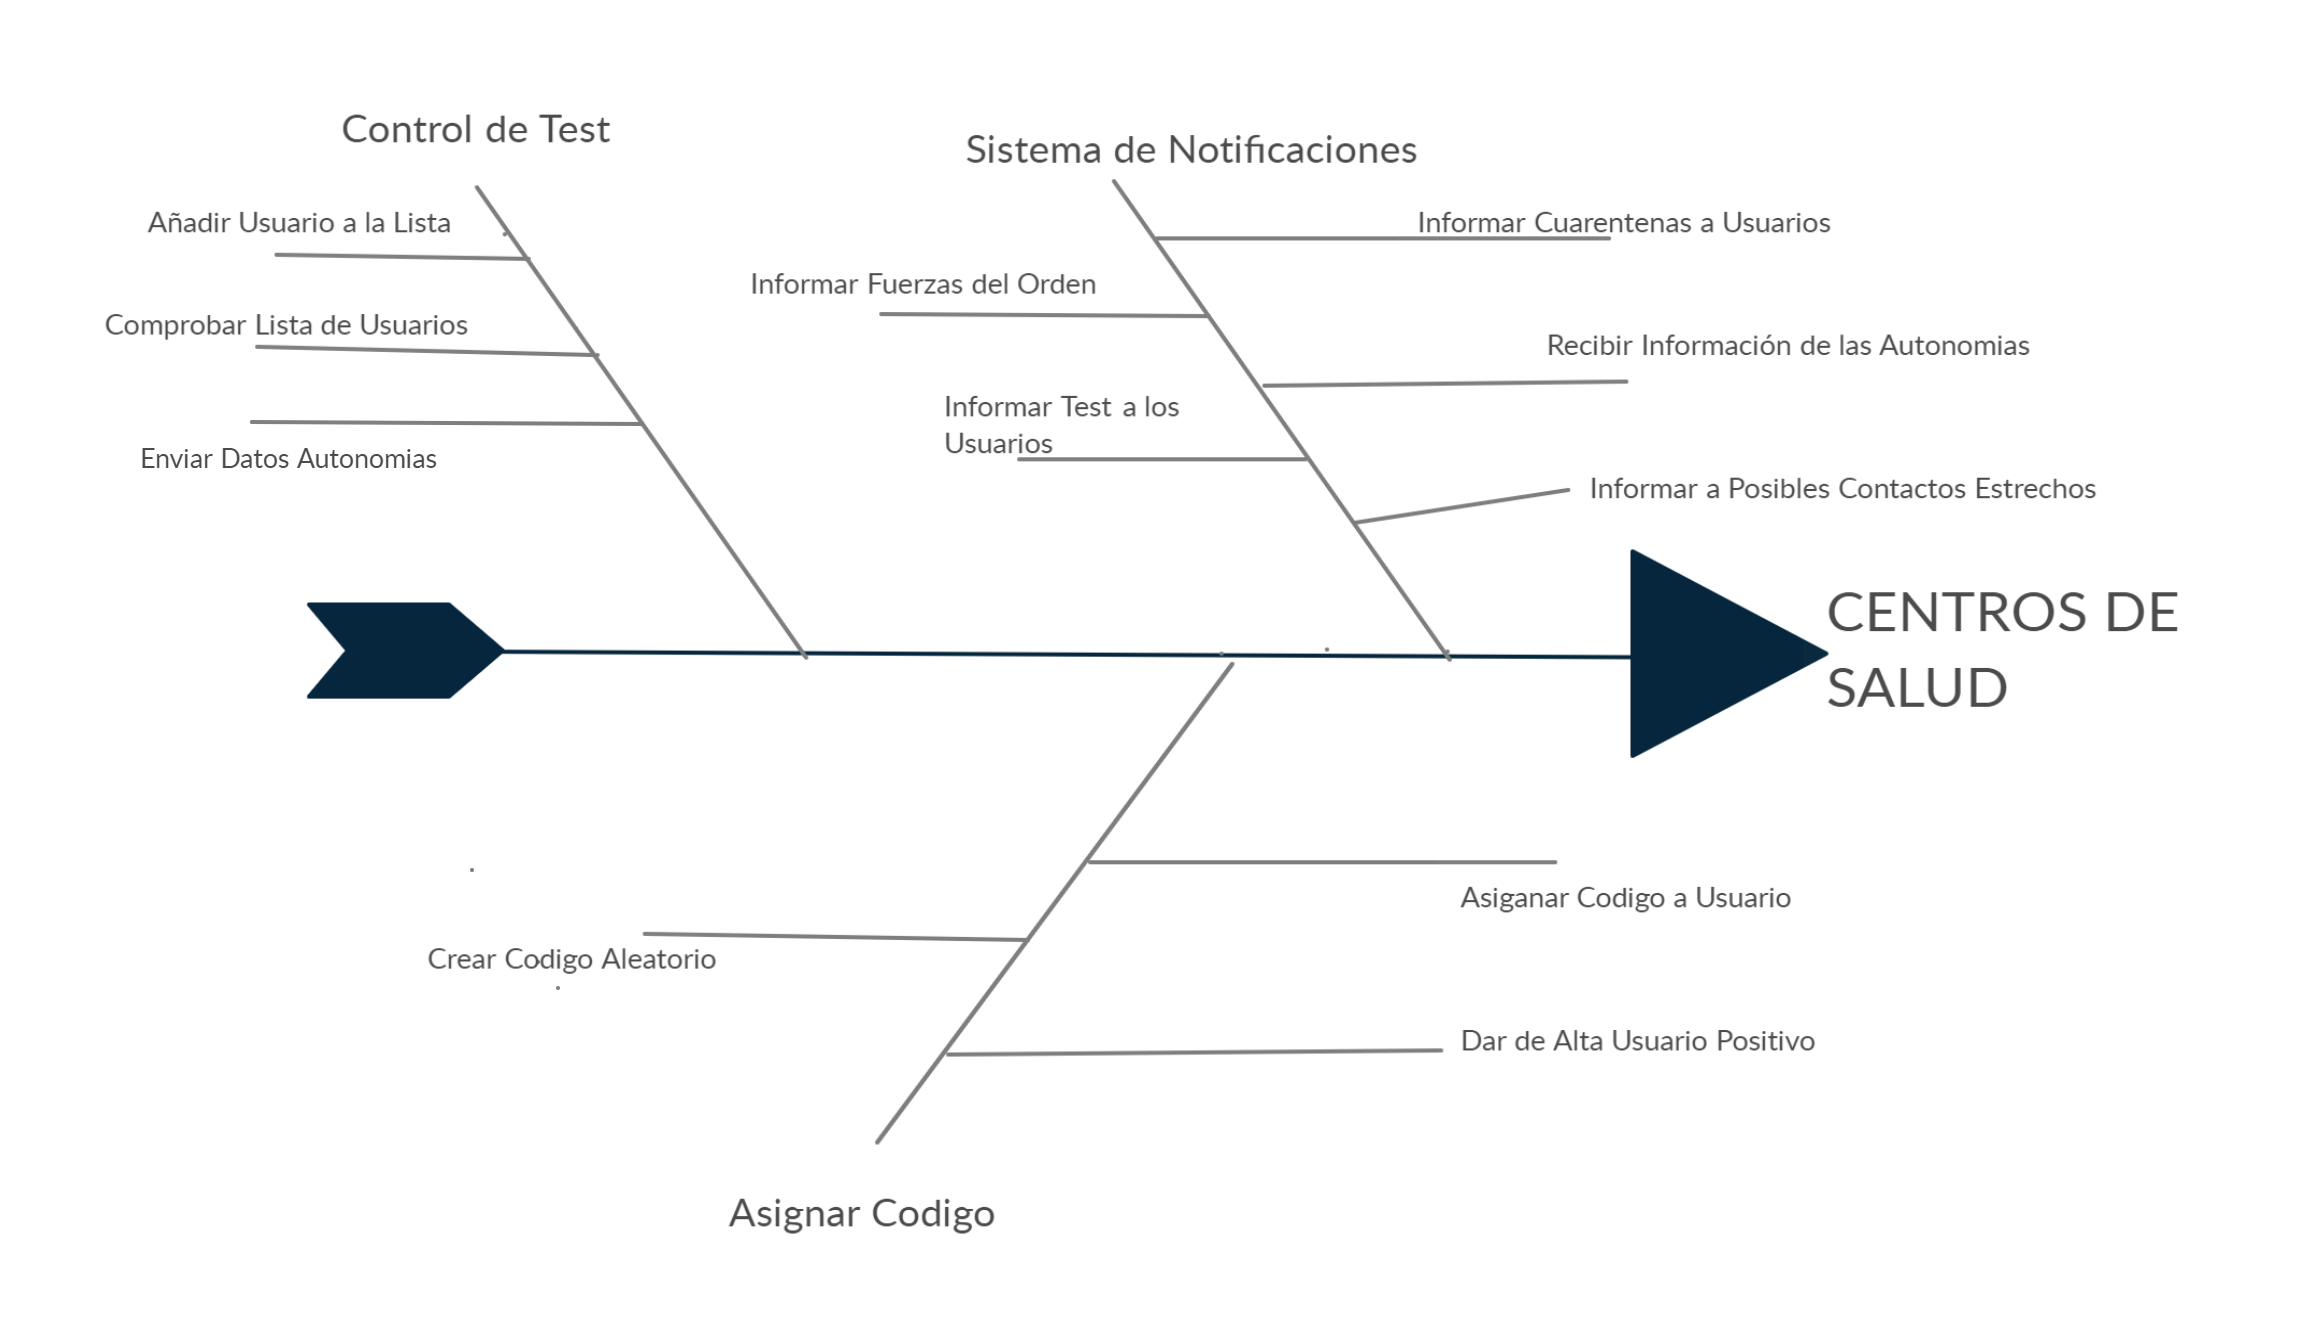 Control de Test
Añadir Usuario a la Lista
Comprobar Lista de Usuarios
Enviar Datos Autonomias
Sistema de Notificaciones
Informar Cuarentenas a Usuarios
Informar Fuerzas del Orden
Recibir Información de las Autonomias
Informar Test a los
Usuarios
Informar a Posibles Contactos Estrechos
CENTROS DE
SALUD
Asiganar Codigo a Usuario
Crear Codigo Aleatorio
Dar de Alta Usuario Positivo
Asignar Codigo